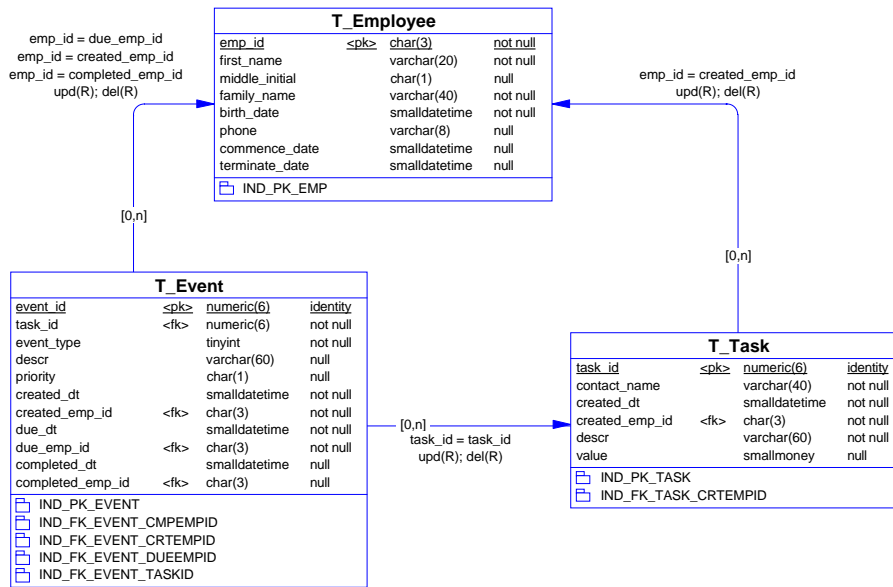 T_Employee
emp_id <pk> char(3) not null
first_name varchar(20) not null
middle_initial char(1) null
family_name varchar(40) not null
birth_date smalldatetime not null
phone varchar(8) null
commence_date smalldatetime null
terminate_date smalldatetime null
IND_PK_EMP
emp_id = due_emp_id
emp_id = created_emp_id
emp_id = completed_emp_id
upd(R); del(R)
[0,n]
emp_id = created_emp_id
upd(R); del(R)
[0,n]
T_Event
event_id <pk> numeric(6) identity
task_id <fk> numeric(6) not null
event_type tinyint not null
descr varchar(60) null
priority char(1) null
created_dt smalldatetime not null
created_emp_id <fk> char(3) not null
due_dt smalldatetime not null
due_emp_id <fk> char(3) not null
completed_dt smalldatetime null
completed_emp_id <fk> char(3) null
IND_PK_EVENT
IND_FK_EVENT_CMPEMPID
IND_FK_EVENT_CRTEMPID
IND_FK_EVENT_DUEEMPID
IND_FK_EVENT_TASKID
[0,n]
task_id = task_id
upd(R); del(R)
T_Task
task_id <pk> numeric(6) identity
contact_name varchar(40) not null
created_dt smalldatetime not null
created_emp_id <fk> char(3) not null
descr varchar(60) not null
value smallmoney null
IND_PK_TASK
IND_FK_TASK_CRTEMPID